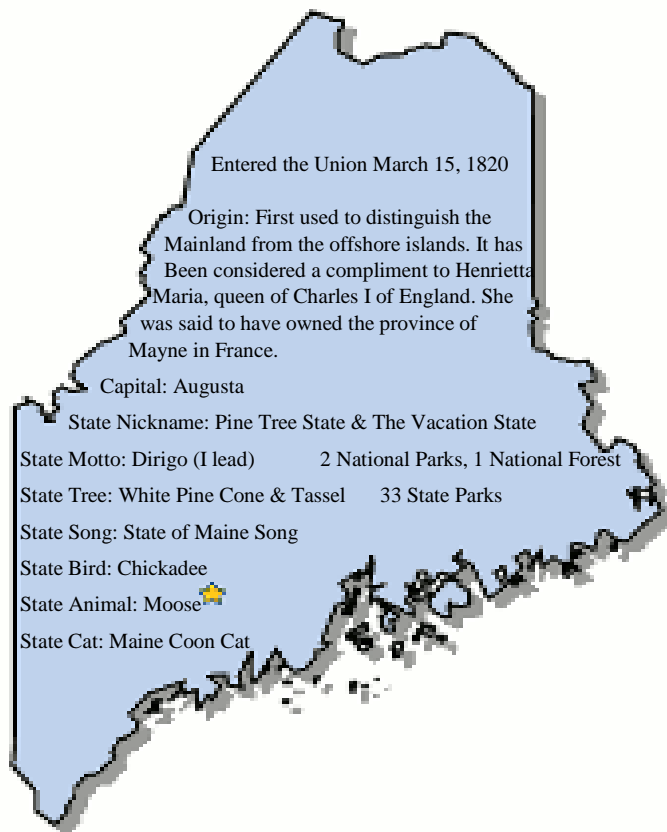 Entered the Union March 15, 1820
Origin: First used to distinguish the
Mainland from the offshore islands. It has
Been considered a compliment to Henrietta
Maria, queen of Charles I of England. She
was said to have owned the province of
Mayne in France.
Capital: Augusta
State Nickname: Pine Tree State & The Vacation State
State Motto: Dirigo (I lead) 2 National Parks, 1 National Forest
State Tree: White Pine Cone & Tassel 33 State Parks
State Song: State of Maine Song
State Bird: Chickadee
State Animal: Moose
State Cat: Maine Coon Cat